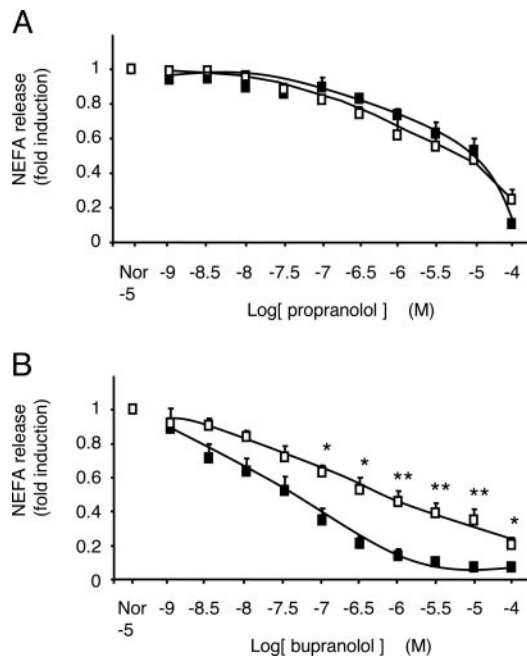 A
NEFA release
(fold induction)
1
0.8
0.6
0.4
0.2
0
Nor -9 -8.5 -8 -7.5 -7 -6.5 -6 -5.5 -5 -4
-5
Log[ propranolol ] (M)
B
NEFA release
(fold induction)
1
0.8
0.6
0.4
0.2
0
* * ** ** ** *
Nor -9 -8.5 -8 -7.5 -7 -6.5 -6 -5.5 -5 -4
-5
Log[ bupranolol ] (M)